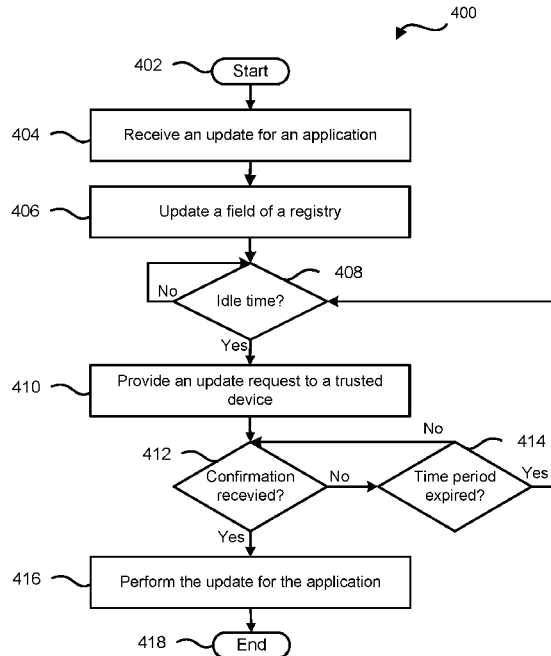 400
402
Start
404
Receive an update for an application
406
Update a field of a registry
408
Idle time?
No
Yes
410
Provide an update request to a trusted
device
No
412
414
Confirmation
recevied?
No
Time period
expired?
Yes
Yes
416
Perform the update for the application
418
End